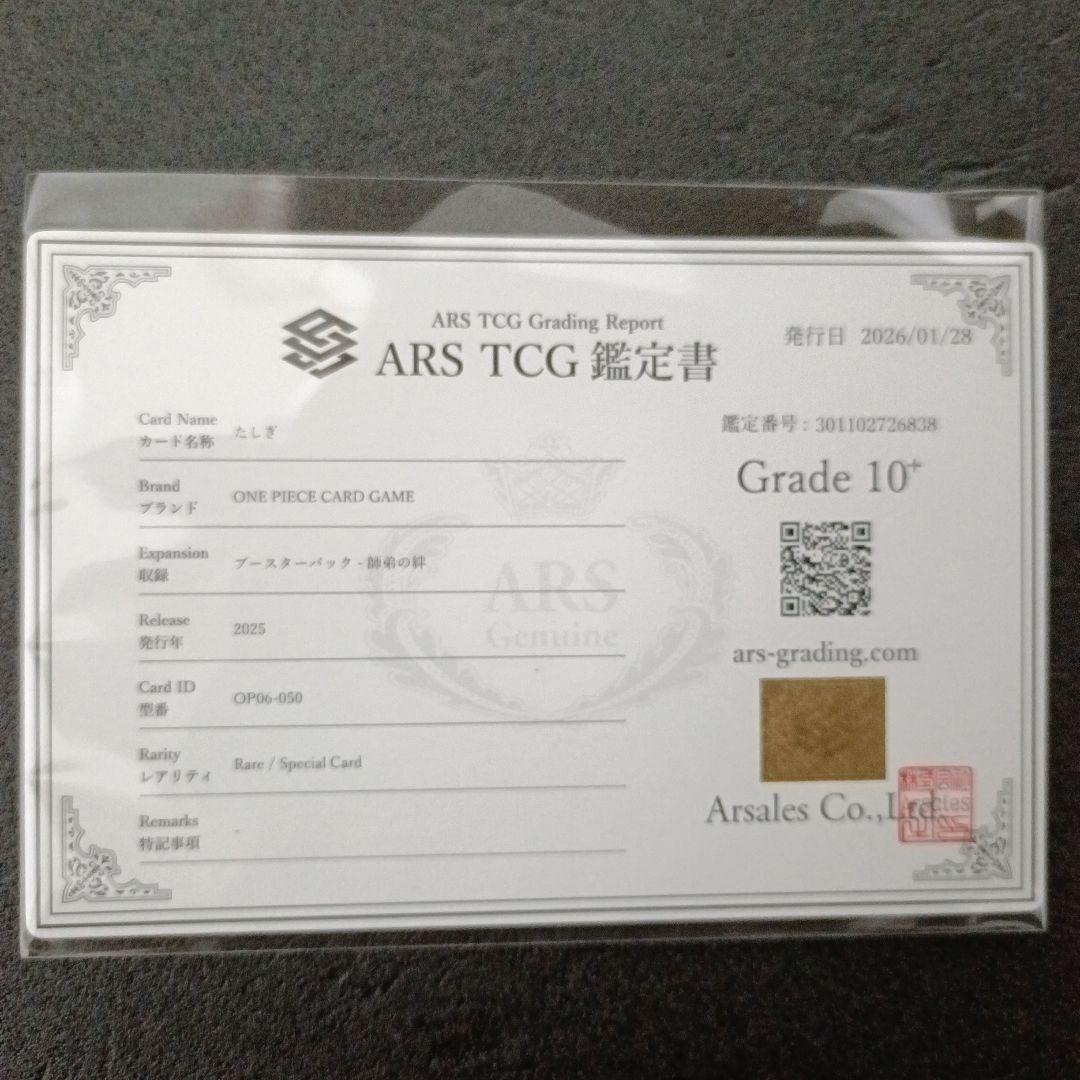 ARS TCG Grading Report
ARS TCG 鑑定書
発行日 2026/01/28
Card Name
カード名称
たしぎ
Brand
ブランド
ONE PIECE CARD GAME
Expansion
収録
ブースターパック - 師弟の絆
Release
発行年
2025
Card ID
型番
OP06-050
Rarity
レアリティ
Rare / Special Card
Remarks
特記事項
-
鑑定番号 : 301102726838
Grade 10+
ars-grading.com
Arsales Co.,Ltd.
ARS
Genuine